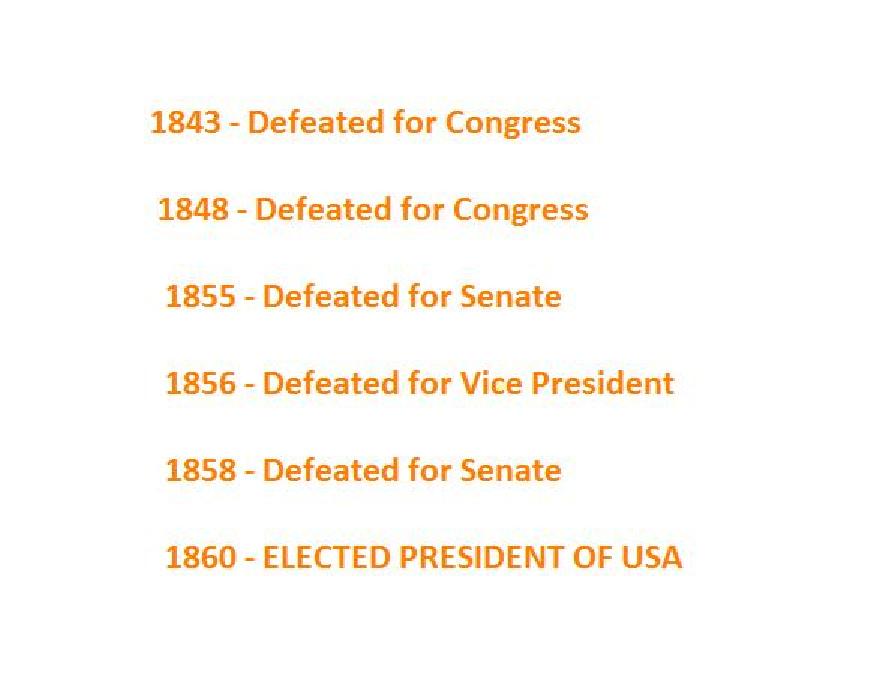 1843 - Defeated for Congress
1848 - Defeated for Congress
1855 - Defeated for Senate
1856 - Defeated for Vice President
1858 - Defeated for Senate
1860 - ELECTED PRESIDENT OF USA